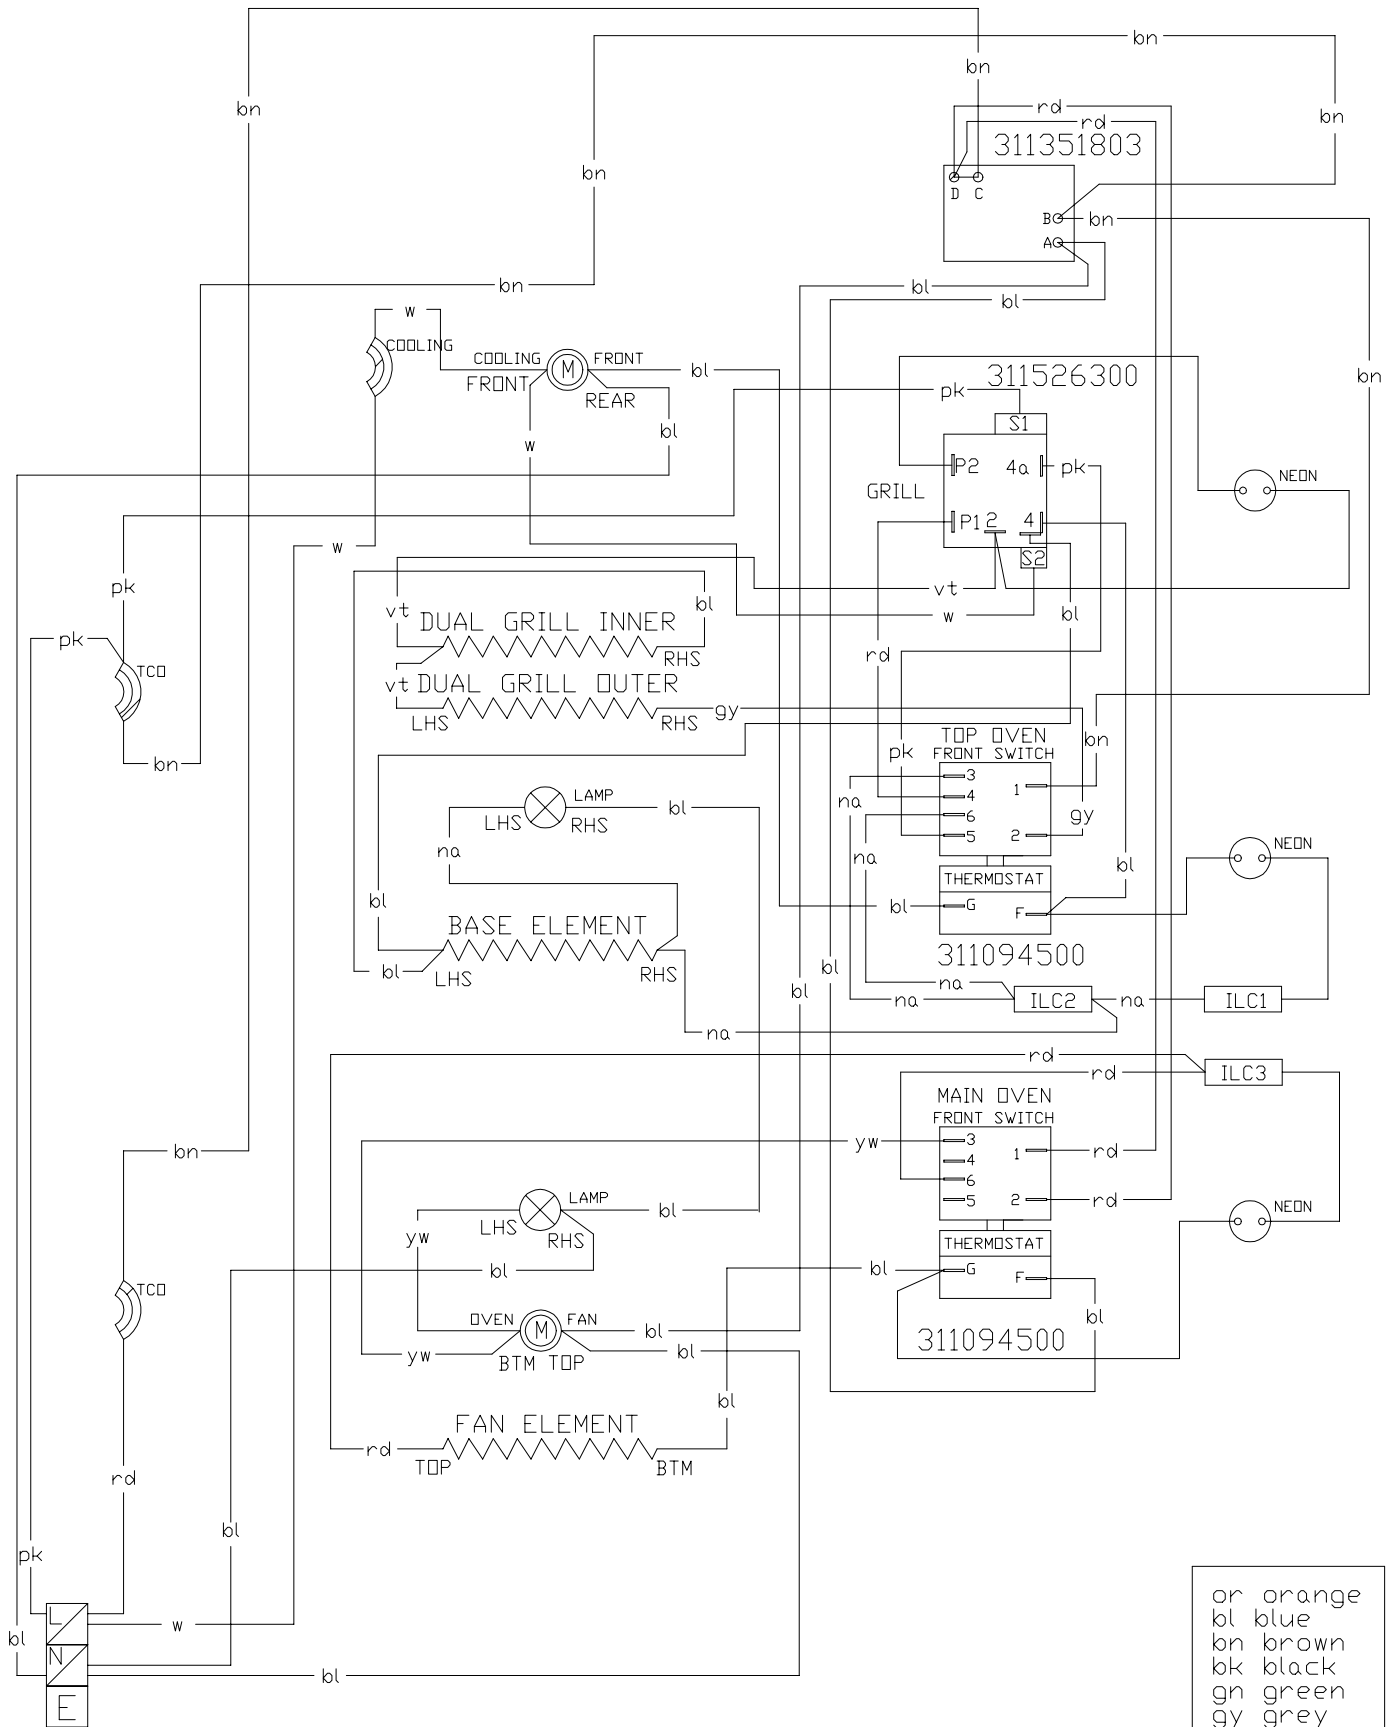 bn
bn
bn
bn
rd
bn
rd
311351803
bn
D C
B
bn
A
bn
bl
bl
w
COOLING
COOLING
FRONT
M
FRONT
REAR
bl
311526300
bn
pk
S1
w
bl
P2
4a
pk
NEON
GRILL
P1
2
4
w
S2
pk
vt
bl
w
bl
vt
DUAL GRILL INNER
RHS
pk
rd
TCO
vt
DUAL GRILL OUTER
LHS
RHS
gy
TOP OVEN
FRONT SWITCH
bn
pk
bn
3
1
4
6
5
2
na
gy
LAMP
LHS
RHS
bl
na
na
NEON
THERMOSTAT
bl
bl
bl
G
F
BASE ELEMENT
311094500
bl
LHS
RHS
bl
bl
na
na
ILC2
na
ILC1
na
rd
rd
ILC3
MAIN OVEN
FRONT SWITCH
yw
3
1
4
6
5
2
rd
rd
bn
LAMP
LHS
RHS
bl
NEON
yw
THERMOSTAT
bl
bl
G
F
TCO
OVEN
M
FAN
bl
bl
BTM TOP
yw
bl
311094500
bl
FAN ELEMENT
rd
TOP
BTM
rd
bl
pk
L
w
bl
N
bl
E
or orange
bl blue
bn brown
bk black
gn green
gy grey